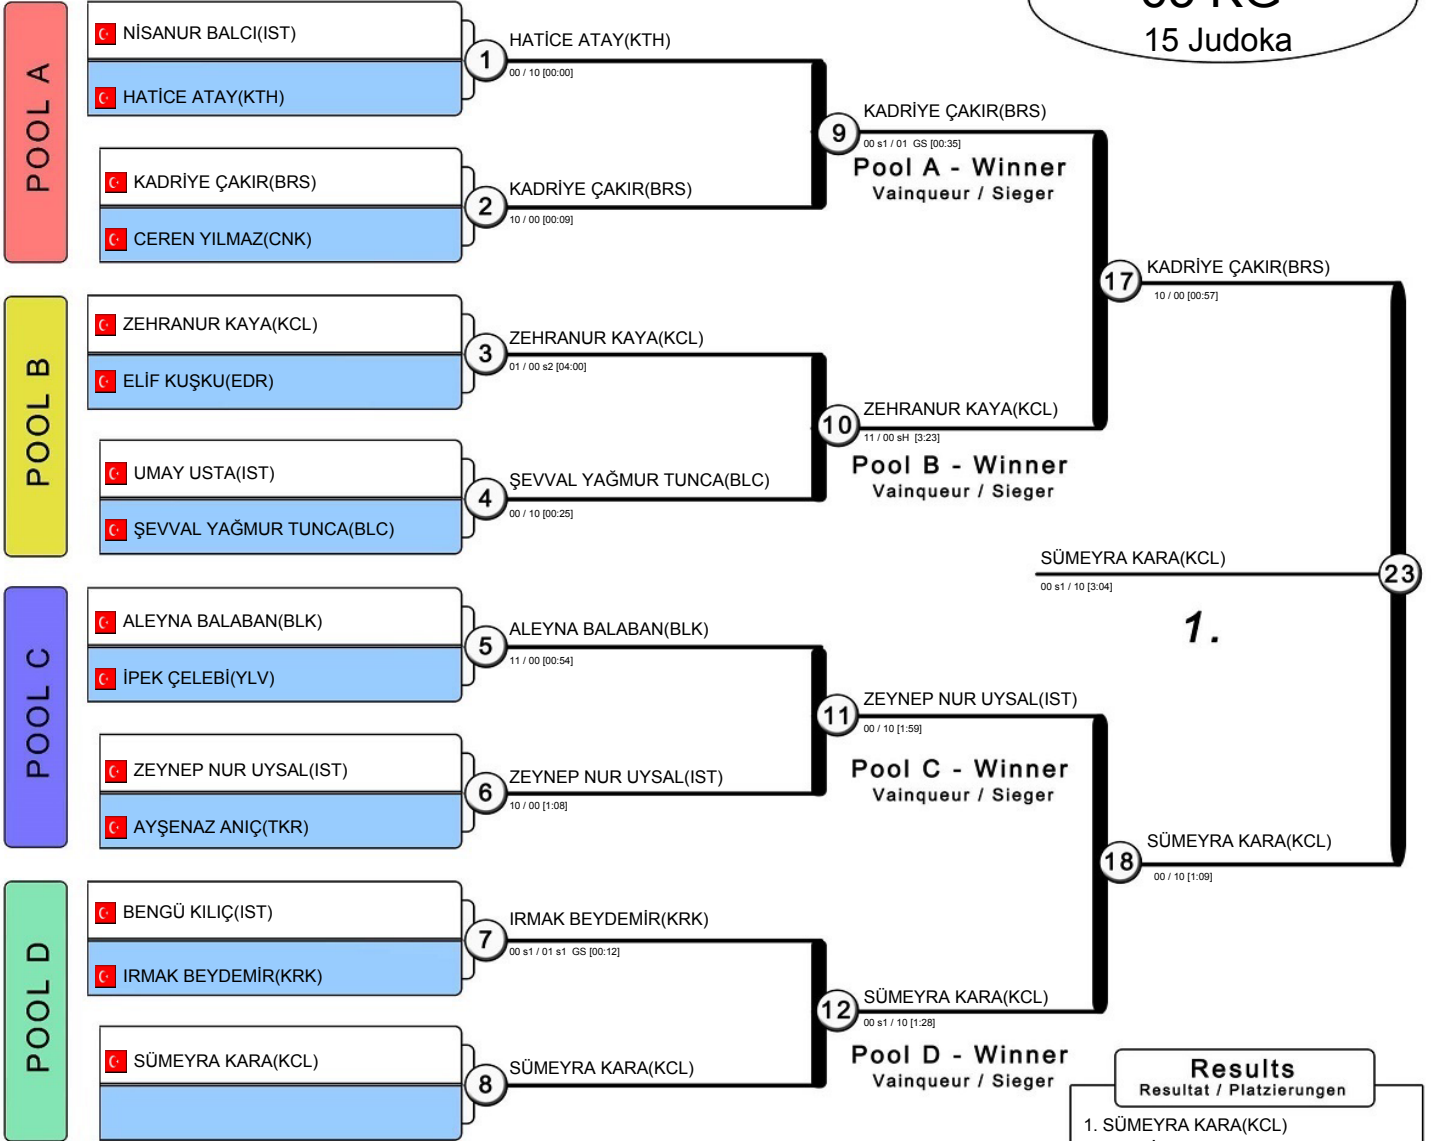 15 Judoka
POOL A
NİSANUR BALCI(IST)
HATİCE ATAY(KTH)
1
HATİCE ATAY(KTH)
00 / 10 [00:00]
KADRİYE ÇAKIR(BRS)
CEREN YILMAZ(CNK)
2
KADRİYE ÇAKIR(BRS)
10 / 00 [00:09]
9
KADRİYE ÇAKIR(BRS)
00 s1 / 01 GS [00:35]
Pool A - Winner
Vainqueur / Sieger
POOL B
ZEHRANUR KAYA(KCL)
ELİF KUŞKU(EDR)
3
ZEHRANUR KAYA(KCL)
01 / 00 s2 [04:00]
UMAY USTA(IST)
ŞEVVAL YAĞMUR TUNCA(BLC)
4
ŞEVVAL YAĞMUR TUNCA(BLC)
00 / 10 [00:25]
10
ZEHRANUR KAYA(KCL)
11 / 00 sH [3:23]
Pool B - Winner
Vainqueur / Sieger
17
KADRİYE ÇAKIR(BRS)
10 / 00 [00:57]
POOL C
ALEYNA BALABAN(BLK)
İPEK ÇELEBİ(YLV)
5
ALEYNA BALABAN(BLK)
11 / 00 [00:54]
ZEYNEP NUR UYSAL(IST)
AYŞENAZ ANIÇ(TKR)
6
ZEYNEP NUR UYSAL(IST)
10 / 00 [1:08]
11
ZEYNEP NUR UYSAL(IST)
00 / 10 [1:59]
Pool C - Winner
Vainqueur / Sieger
POOL D
BENGÜ KILIÇ(IST)
IRMAK BEYDEMİR(KRK)
7
IRMAK BEYDEMİR(KRK)
00 s1 / 01 s1 GS [00:12]
SÜMEYRA KARA(KCL)
8
SÜMEYRA KARA(KCL)
12
SÜMEYRA KARA(KCL)
00 s1 / 10 [1:28]
Pool D - Winner
Vainqueur / Sieger
18
SÜMEYRA KARA(KCL)
00 / 10 [1:09]
SÜMEYRA KARA(KCL)
23
00 s1 / 10 [3:04]
1.
Results
Resultat / Platzierungen
1. SÜMEYRA KARA(KCL)